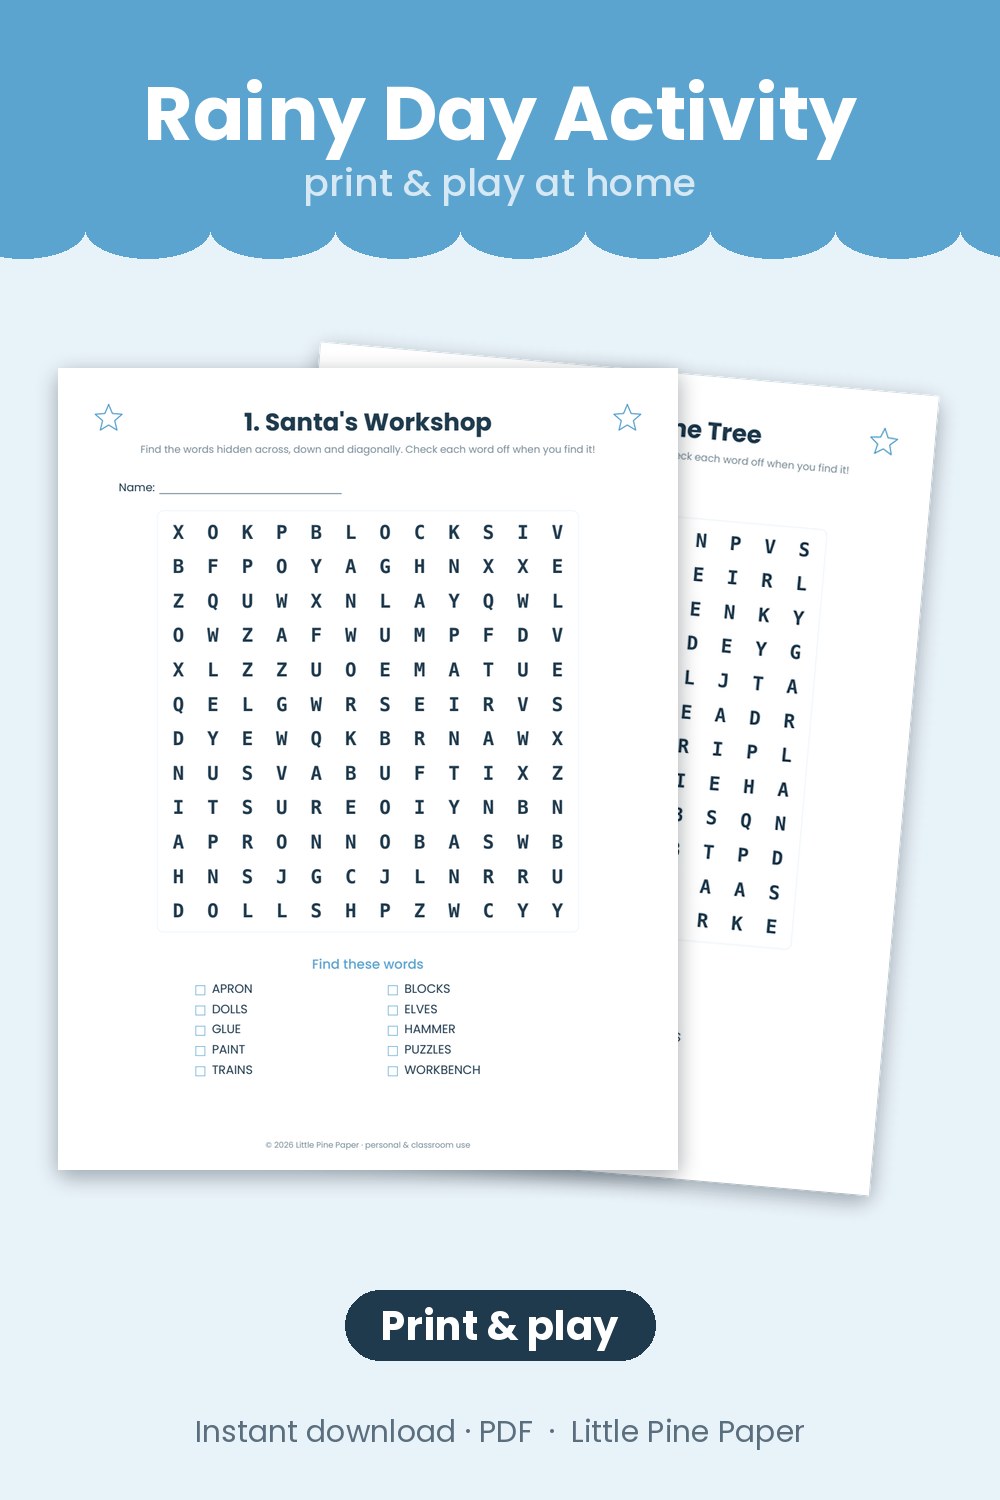 Rainy Day Activity
print & play at home
1. Santa's Workshop
Find the words hidden across, down and diagonally. Check each word off when you find it!
Name:
X O K P B L O C K S I V
B F P O Y A G H N X X E
Z Q U W X N L A Y Q W L
O W Z A F W U M P F D V
X L Z Z U O E M A T U E
Q E L G W R S E I R V S
D Y E W Q K B R N A W X
N U S V A B U F T I X Z
I T S U R E O I Y N B N
A P R O N N O B A S W B
H N S J G C J L N R R U
D O L L S H P Z W C Y Y
Find these words
APRON BLOCKS
DOLLS ELVES
GLUE HAMMER
PAINT PUZZLES
TRAINS WORKBENCH
© 2026 Little Pine Paper · personal & classroom use
Tree
each word off when you find it!
N P V S
E I R L
E N K Y
D E Y G
L J T A
E A D R
R I P L
I E H A
S Q N
T P D
A A S
R K E
Print & play
Instant download · PDF · Little Pine Paper